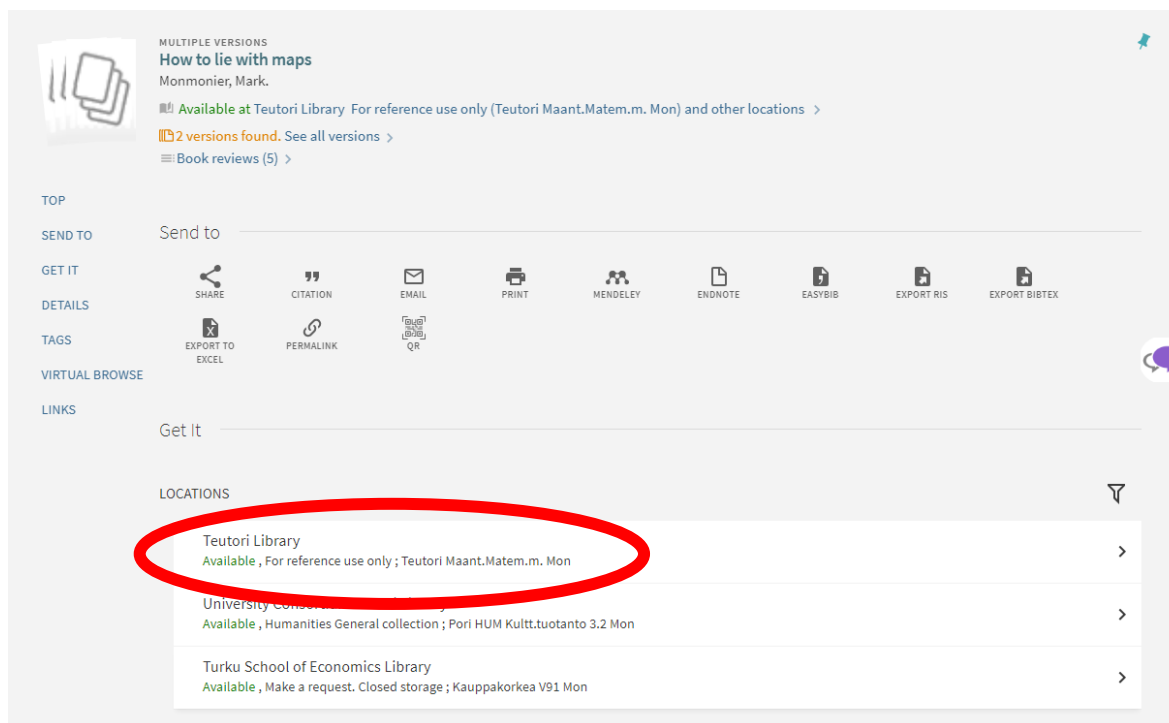 MULTIPLE VERSIONS
How to lie with maps
Monmonier, Mark.
Available at Teutori Library For reference use only (Teutori Maant.Matem.m. Mon) and other locations
2 versions found. See all versions
Book reviews (5)
TOP
SEND TO
GET IT
DETAILS
TAGS
VIRTUAL BROWSE
LINKS
Send to
SHARE CITATION EMAIL PRINT MENDELEY ENDNOTE EASYBIB EXPORT RIS EXPORT BIBTEX
EXPORT TO EXCEL PERMALINK QR
Get It
LOCATIONS
Teutori Library
Available , For reference use only ; Teutori Maant.Matem.m. Mon
University
Available , Humanities General collection ; Pori HUM Kultt.tuotanto 3.2 Mon
Turku School of Economics Library
Available , Make a request. Closed storage ; Kauppakorkea V91 Mon